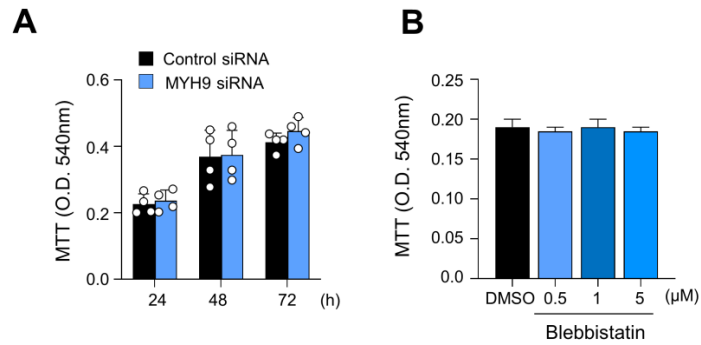 A
Control siRNA
MYH9 siRNA
MTT (O.D. 540nm)
0.6
0.4
0.2
0.0
24 48 72 (h)
B
MTT (O.D. 540nm)
0.25
0.20
0.15
0.10
0.05
0.0
DMSO 0.5 1 5 (μM)
Blebbistatin